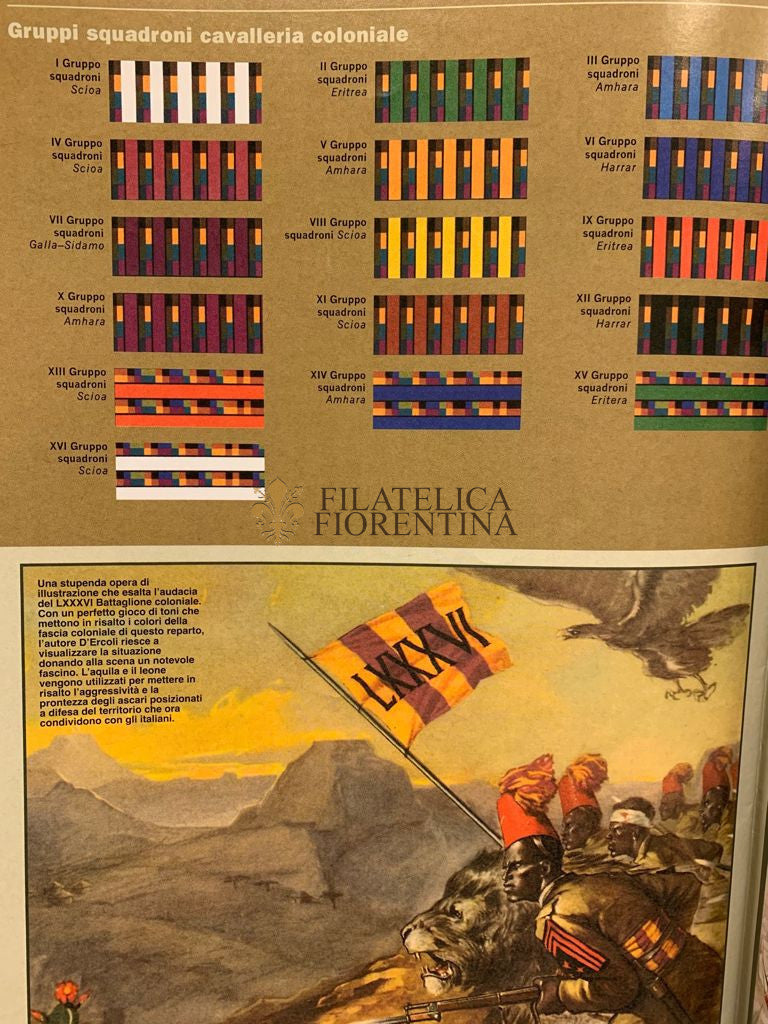 Gruppi squadroni cavalleria coloniale
I Gruppo
squadroni
Scioa
II Gruppo
squadroni
Eritrea
III Gruppo
squadroni
Amhara
IV Gruppo
squadroni
Scioa
V Gruppo
squadroni
Amhara
VI Gruppo
squadroni
Harrar
VII Gruppo
squadroni
Galla–Sidamo
VIII Gruppo
squadroni Scioa
IX Gruppo
squadroni
Eritrea
X Gruppo
squadroni
Amhara
XI Gruppo
squadroni
Scioa
XII Gruppo
squadroni
Harrar
XIII Gruppo
squadroni
Scioa
XIV Gruppo
squadroni
Amhara
XV Gruppo
squadroni
Eritera
XVI Gruppo
squadroni
Scioa
FILATELICA
FIORENTINA
Una stupenda opera di
illustrazione che esalta l'audacia
del LXXXVI Battaglione coloniale.
Con un perfetto gioco di toni che
mettono in risalto i colori della
fascia coloniale di questo reparto,
l'autore D'Ercoli riesce a
visualizzare la situazione
donando alla scena un notevole
fascino. L'aquila e il leone
vengono utilizzati per mettere in
risalto l'aggressività e la
prontezza degli ascari posizionati
a difesa del territorio che ora
condividono con gli italiani.
LXXXVI